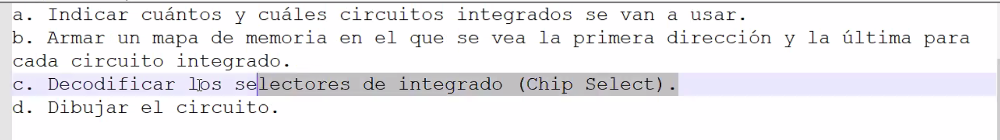 a. Indicar cuántos y cuáles circuitos integrados se van a usar.
b. Armar un mapa de memoria en el que se vea la primera dirección y la última para
cada circuito integrado.
c. Decodificar los selectores de integrado (Chip Select).
d. Dibujar el circuito.